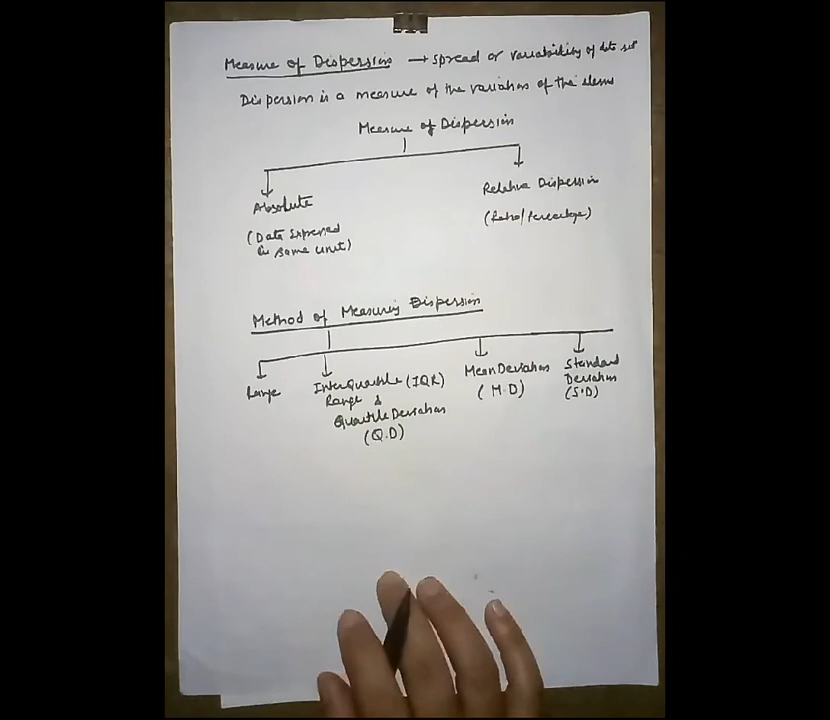 Measure of Dispersion → spread or variability of data set
Dispersion is a measure of the variation of the items
Measure of Dispersion
Absolute
Relative Dispersion
(Data Expressed
in same unit)
(Ratio/Percentage)
Method of Measuring Dispersion
Range
InterQuartile (IQR)
Range &
Quartile Deviation
(Q.D)
Mean Deviation
(M.D)
Standard
Deviation
(S.D)